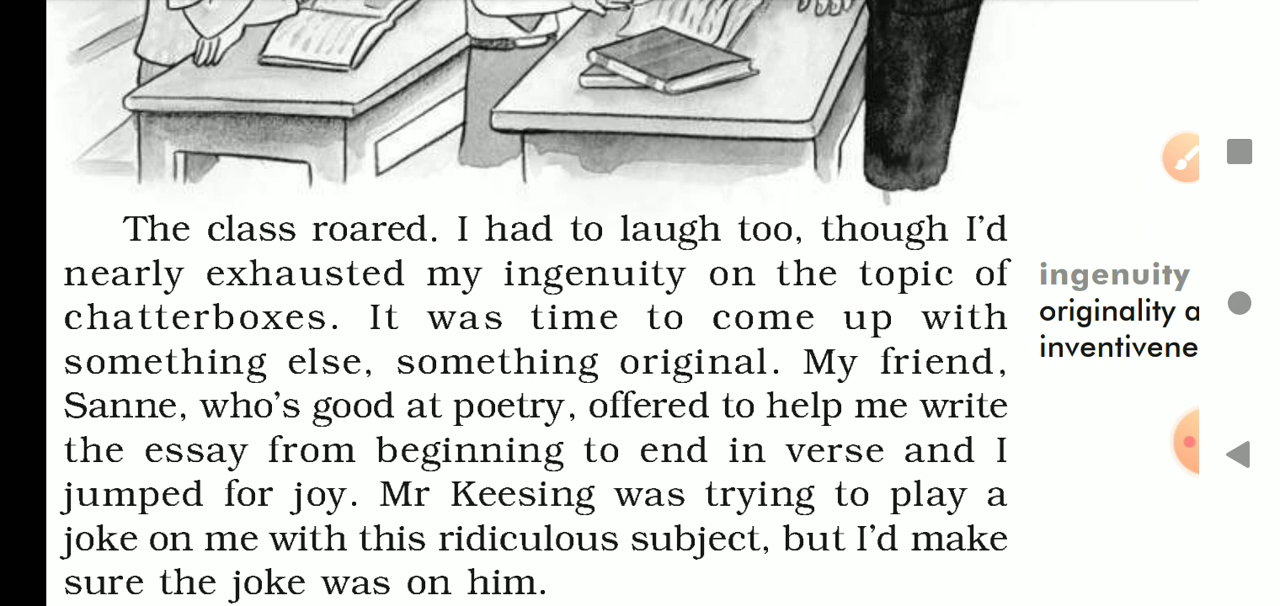 The class roared. I had to laugh too, though I'd
nearly exhausted my ingenuity on the topic of
chatterboxes. It was time to come up with
something else, something original. My friend,
Sanne, who's good at poetry, offered to help me write
the essay from beginning to end in verse and I
jumped for joy. Mr Keesing was trying to play a
joke on me with this ridiculous subject, but I'd make
sure the joke was on him.
ingenuity
originality a
inventivene